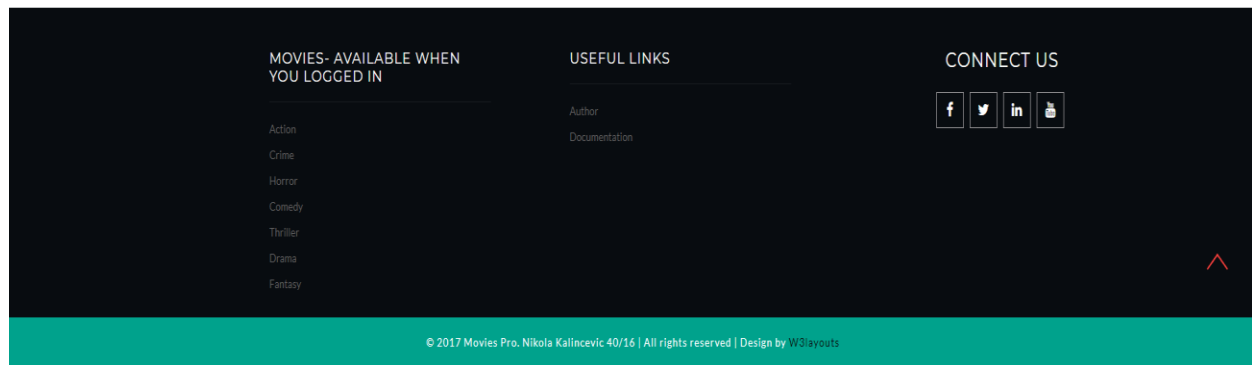 MOVIES- AVAILABLE WHEN
YOU LOGGED IN
Action
Crime
Horror
Comedy
Thriller
Drama
Fantasy
USEFUL LINKS
Author
Documentation
CONNECT US
© 2017 Movies Pro. Nikola Kalincevic 40/16 | All rights reserved | Design by W3layouts